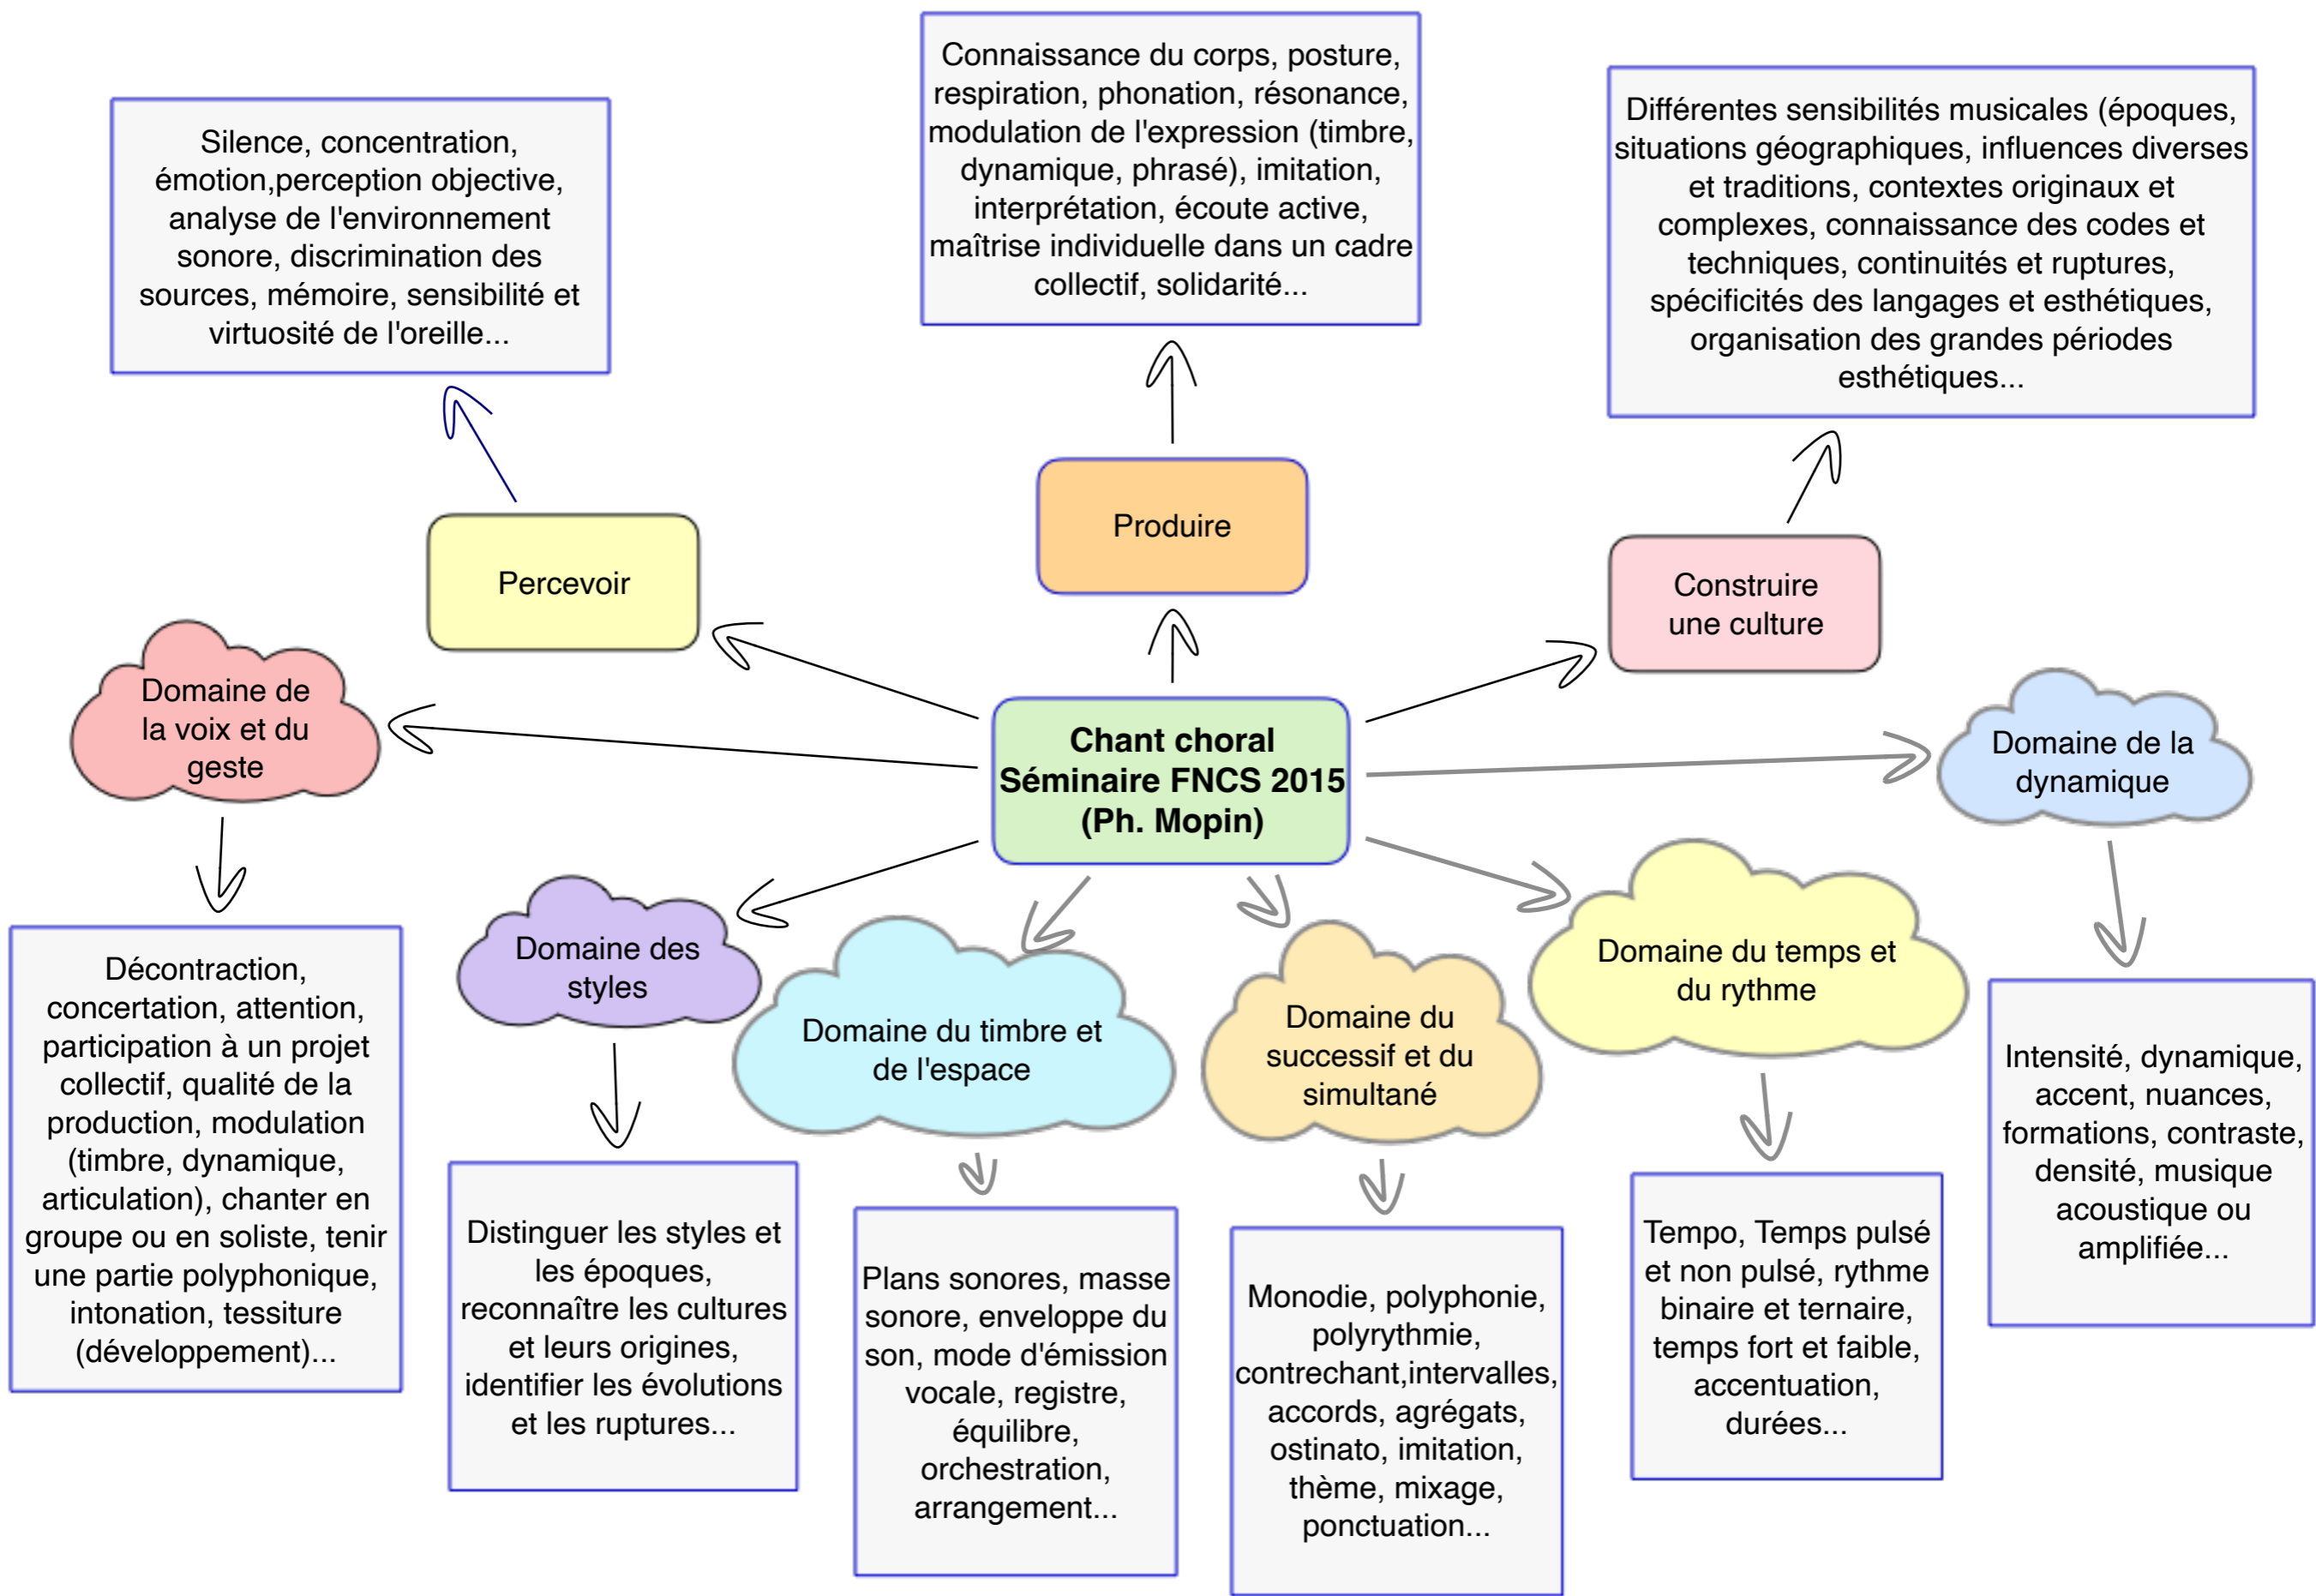 Connaissance du corps, posture,
respiration, phonation, résonance,
modulation de l'expression (timbre,
dynamique, phrasé), imitation,
interprétation, écoute active,
maîtrise individuelle dans un cadre
collectif, solidarité...
Silence, concentration,
émotion,perception objective,
analyse de l'environnement
sonore, discrimination des
sources, mémoire, sensibilité et
virtuosité de l'oreille...
Différentes sensibilités musicales (époques,
situations géographiques, influences diverses
et traditions, contextes originaux et
complexes, connaissance des codes et
techniques, continuités et ruptures,
spécificités des langages et esthétiques,
organisation des grandes périodes
esthétiques...
Percevoir
Produire
Construire
une culture
Domaine de
la voix et du
geste
Chant choral
Séminaire FNCS 2015
(Ph. Mopin)
Domaine de la
dynamique
Domaine des
styles
Domaine du timbre et
de l'espace
Domaine du
successif et du
simultané
Domaine du temps et
du rythme
Décontraction,
concertation, attention,
participation à un projet
collectif, qualité de la
production, modulation
(timbre, dynamique,
articulation), chanter en
groupe ou en soliste, tenir
une partie polyphonique,
intonation, tessiture
(développement)...
Distinguer les styles et
les époques,
reconnaître les cultures
et leurs origines,
identifier les évolutions
et les ruptures...
Plans sonores, masse
sonore, enveloppe du
son, mode d'émission
vocale, registre,
équilibre,
orchestration,
arrangement...
Monodie, polyphonie,
polyrythmie,
contrechant,intervalles,
accords, agrégats,
ostinato, imitation,
thème, mixage,
ponctuation...
Tempo, Temps pulsé
et non pulsé, rythme
binaire et ternaire,
temps fort et faible,
accentuation,
durées...
Intensité, dynamique,
accent, nuances,
formations, contraste,
densité, musique
acoustique ou
amplifiée...